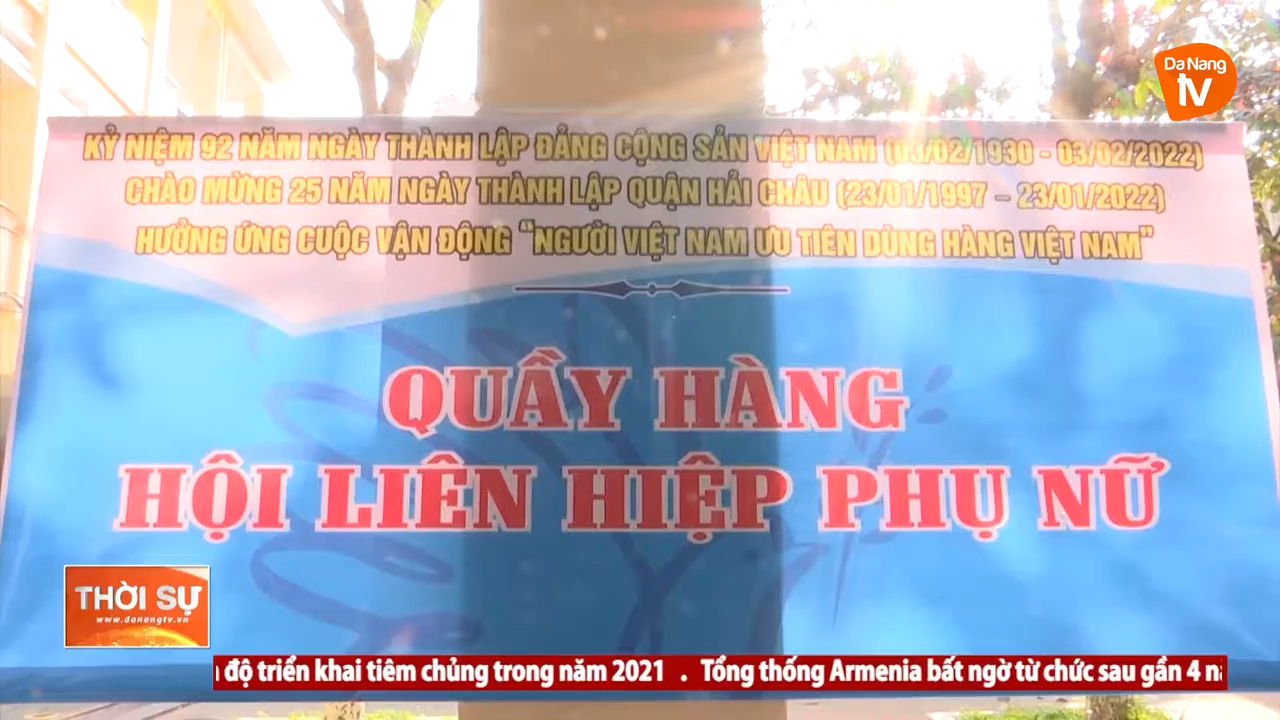 Da Nang
tv
KỶ NIỆM 92 NĂM NGÀY THÀNH LẬP ĐẢNG CỘNG SẢN VIỆT NAM (03/02/1930 - 03/02/2022)
CHÀO MỪNG 25 NĂM NGÀY THÀNH LẬP QUẬN HẢI CHÂU (23/01/1997 – 23/01/2022)
HƯỞNG ỨNG CUỘC VẬN ĐỘNG "NGƯỜI VIỆT NAM ƯU TIÊN DÙNG HÀNG VIỆT NAM"
QUẦY HÀNG
HỘI LIÊN HIỆP PHỤ NỮ
THỜI SỰ
www.danangtv.vn
độ triển khai tiêm chủng trong năm 2021 . Tổng thống Armenia bất ngờ từ chức sau gần 4